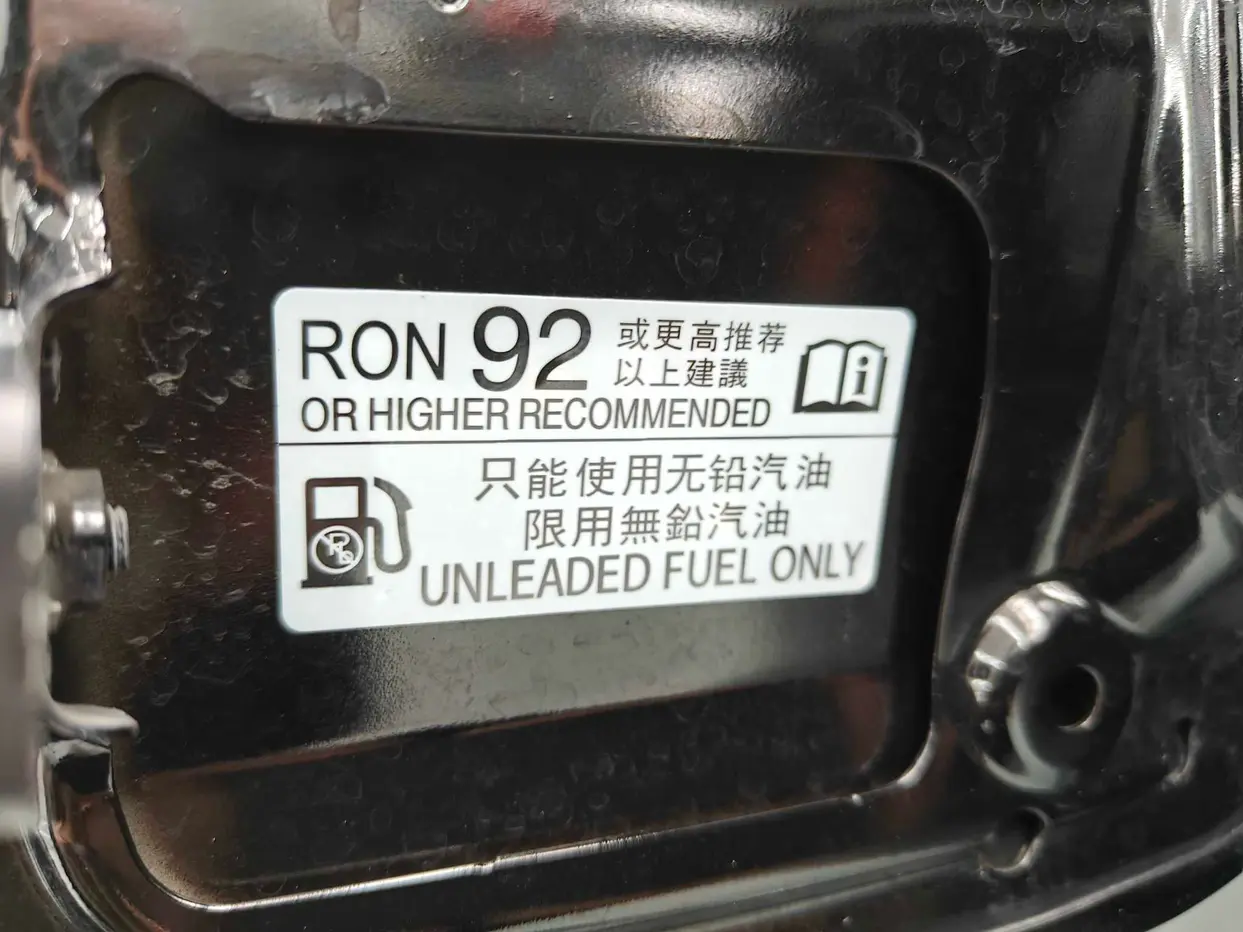 RON 92 或更高推荐
以上建議
OR HIGHER RECOMMENDED
只能使用无铅汽油
限用無鉛汽油
UNLEADED FUEL ONLY
Pb